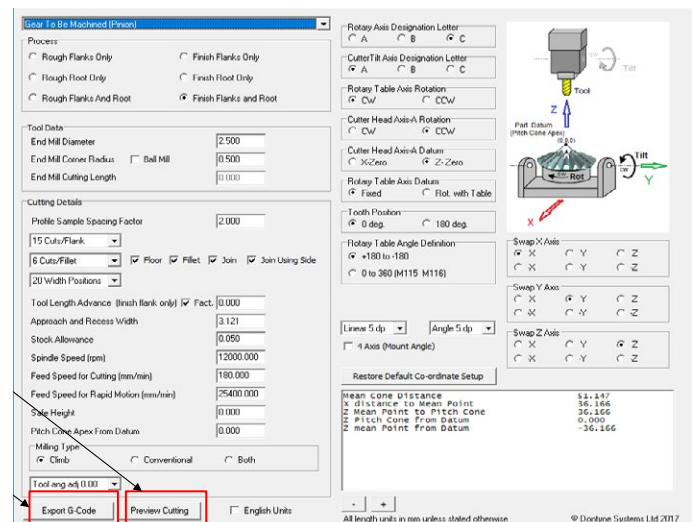 Gear To Be Machined (Pinion)
Process
Rough Flanks Only
Finish Flanks Only
Rough Root Only
Finish Root Only
Rough Flanks And Root
Finish Flanks and Root
Tool Data
End Mill Diameter 2.500
End Mill Corner Radius Ball Mill 0.500
End Mill Cutting Length 0.000
Cutting Details
Profile Sample Spacing Factor 2.000
15 Cuts/Flank
6 Cuts/Fillet Floor Fillet Join Join Using Side
20 Width Positions
Tool Length Advance (finish flank only) Fact. 0.000
Approach and Recess Width 3.121
Stock Allowance 0.050
Spindle Speed (rpm) 12000.000
Feed Speed for Cutting (mm/min) 180.000
Feed Speed for Rapid Motion (mm/min) 25400.000
Safe Height 0.000
Pitch Cone Apex From Datum 0.000
Milling Type
Climb Conventional Both
Tool ang adj 0.00
Export G-Code Preview Cutting English Units
Rotary Axis Designation Letter
A B C
CutterTilt Axis Designation Letter
A B C
Rotary Table Axis Rotation
CW CCW
Cutter Head Axis-A Rotation
CW CCW
Cutter Head Axis-A Datum
X-Zero Z-Zero
Rotary Table Axis Datum
Fixed Rot. with Table
Tooth Position
0 deg. 180 deg.
Rotary Table Angle Definition
+180 to -180
0 to 360 (M115 M116)
Linear 5 dp Angle 5 dp
4 Axis (Mount Angle)
Restore Default Co-ordinate Setup
CW
Tilt
Tool
Z
Part Datum
(Pitch Cone Apex)
(0,0,0)
Tilt
CW
CW Rot
Y
X
Swap X Axis
X Y Z
-X -Y -Z
Swap Y Axis
X Y Z
-X -Y -Z
Swap Z Axis
X Y Z
-X -Y -Z
Mean Cone Distance 51.147
X distance to Mean Point 36.166
Z Mean Point to Pitch Cone 36.166
Z Pitch Cone from Datum 0.000
Z mean Point from Datum -36.166
- +
All length units in mm unless stated otherwise © Dontyne Systems Ltd 2017